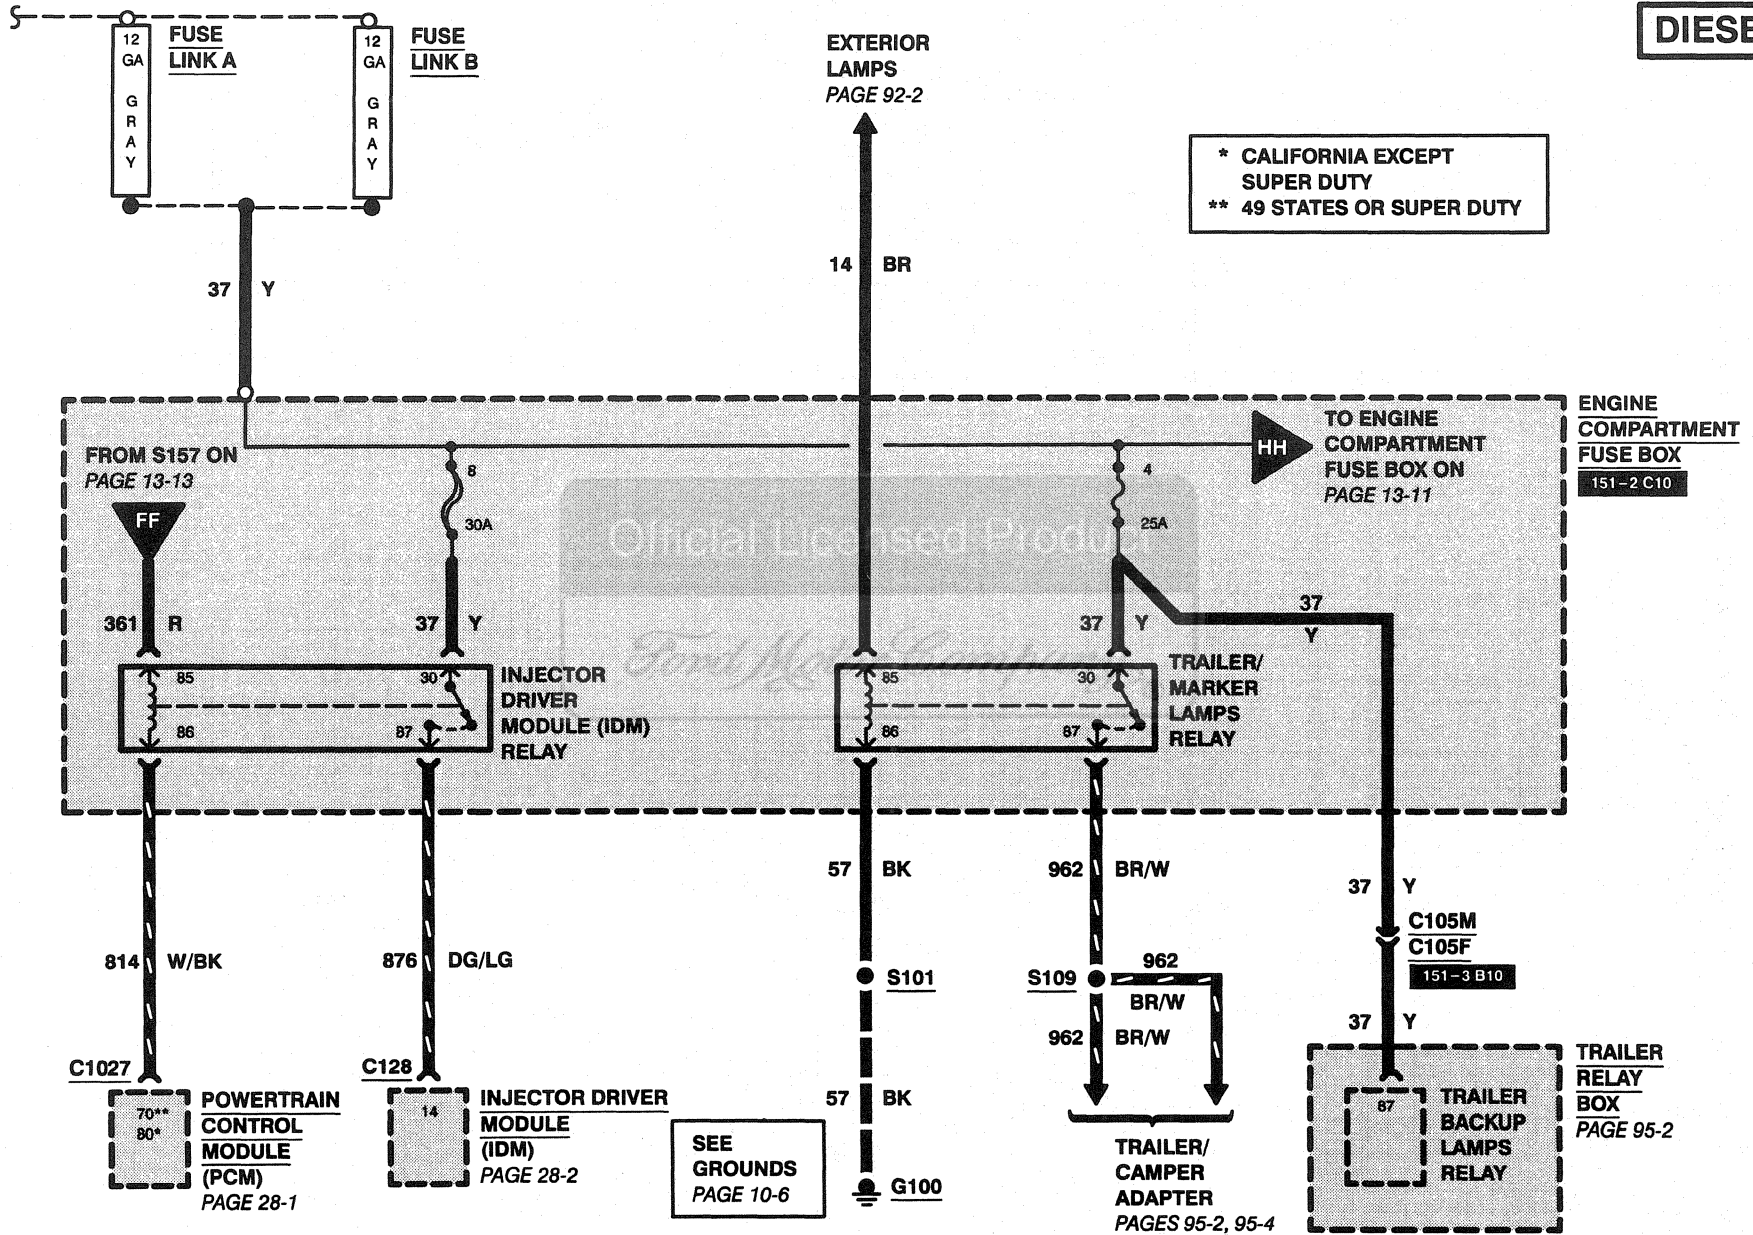 DIESE
12
GA
G
R
A
Y
FUSE
LINK A
12
GA
G
R
A
Y
FUSE
LINK B
EXTERIOR
LAMPS
PAGE 92-2
* CALIFORNIA EXCEPT
SUPER DUTY
** 49 STATES OR SUPER DUTY
37 Y
14 BR
ENGINE
COMPARTMENT
FUSE BOX
151-2 C10
FROM S157 ON
PAGE 13-13
FF
8
30A
4
25A
HH
TO ENGINE
COMPARTMENT
FUSE BOX ON
PAGE 13-11
Official Licensed Product
Ford Motor Company
361 R
37 Y
37 Y
37
Y
85
30
86
87
INJECTOR
DRIVER
MODULE (IDM)
RELAY
85
30
86
87
TRAILER/
MARKER
LAMPS
RELAY
57 BK
962 BR/W
37 Y
C105M
C105F
151-3 B10
814 W/BK
876 DG/LG
S101
S109
962
BR/W
962 BR/W
37 Y
C1027
70**
80*
POWERTRAIN
CONTROL
MODULE
(PCM)
PAGE 28-1
C128
14
INJECTOR DRIVER
MODULE
(IDM)
PAGE 28-2
57 BK
SEE
GROUNDS
PAGE 10-6
G100
TRAILER/
CAMPER
ADAPTER
PAGES 95-2, 95-4
87
TRAILER
BACKUP
LAMPS
RELAY
TRAILER
RELAY
BOX
PAGE 95-2